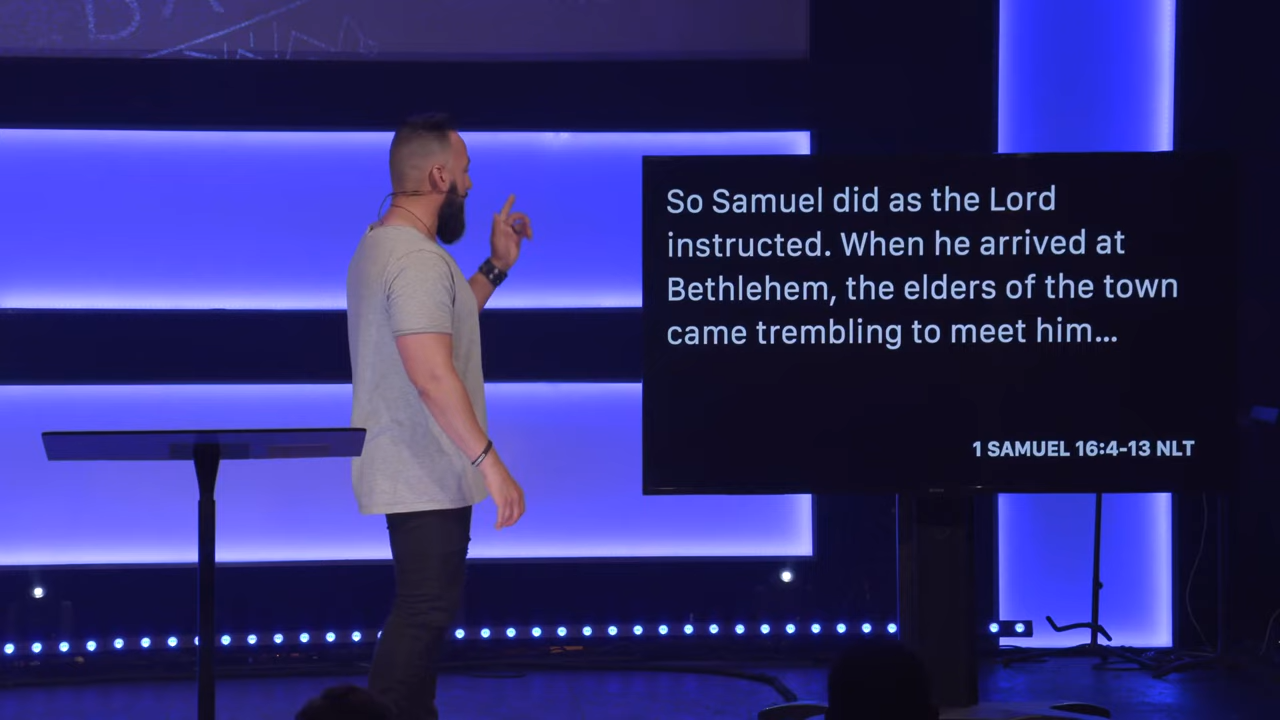 So Samuel did as the Lord
instructed. When he arrived at
Bethlehem, the elders of the town
came trembling to meet him...
1 SAMUEL 16:4-13 NLT